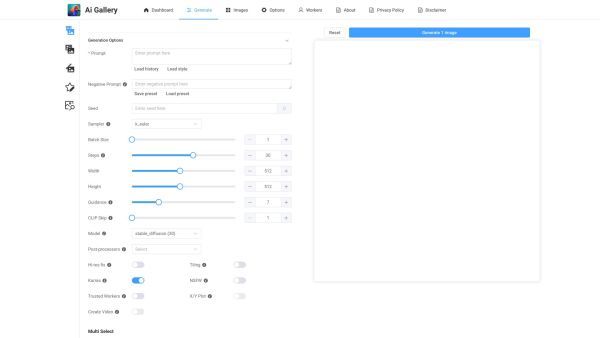 Ai Gallery
Dashboard Generate Images Options Workers About Privacy Policy Disclaimer
Generation Options
* Prompt
Enter prompt here
Load history Load style
Negative Prompt
Enter negative prompt here
Save preset Load preset
Seed
Enter seed here
Sampler
k_euler
Batch Size
1
Steps
30
Width
512
Height
512
Guidance
7
CLIP Skip
1
Model
stable_diffusion (30)
Post-processors
Select
Hi-res fix Tiling
Karras NSFW
Trusted Workers X/Y Plot
Create Video
Multi Select
Reset
Generate 1 image